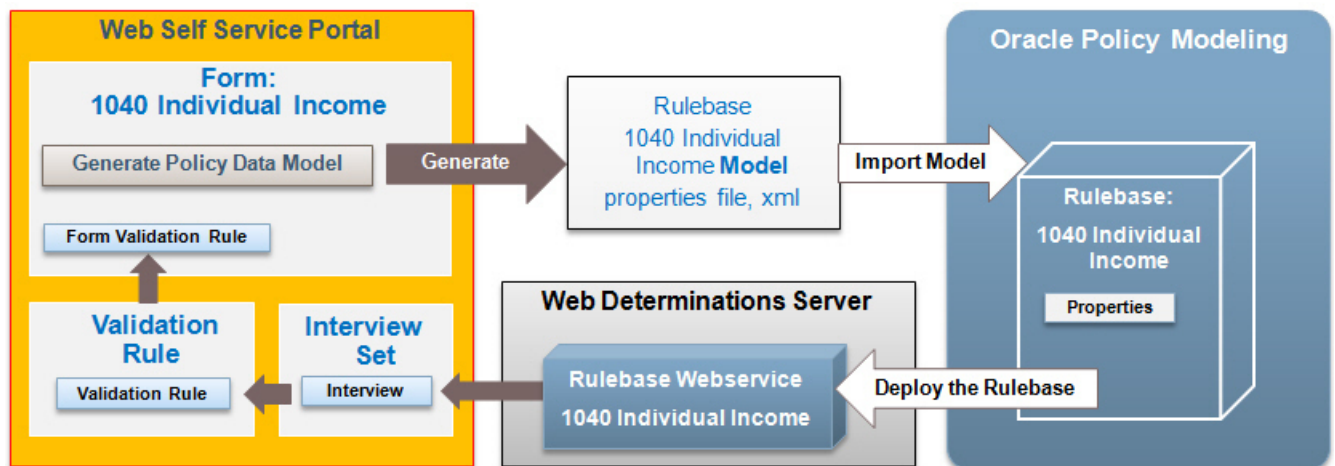 Web Self Service Portal
Form:
1040 Individual Income
Generate Policy Data Model
Form Validation Rule
Generate
Rulebase
1040 Individual
Income Model
properties file, xml
Import Model
Oracle Policy Modeling
Rulebase:
1040 Individual
Income
Properties
Deploy the Rulebase
Web Determinations Server
Rulebase Webservice
1040 Individual Income
Interview
Set
Interview
Validation
Rule
Validation Rule